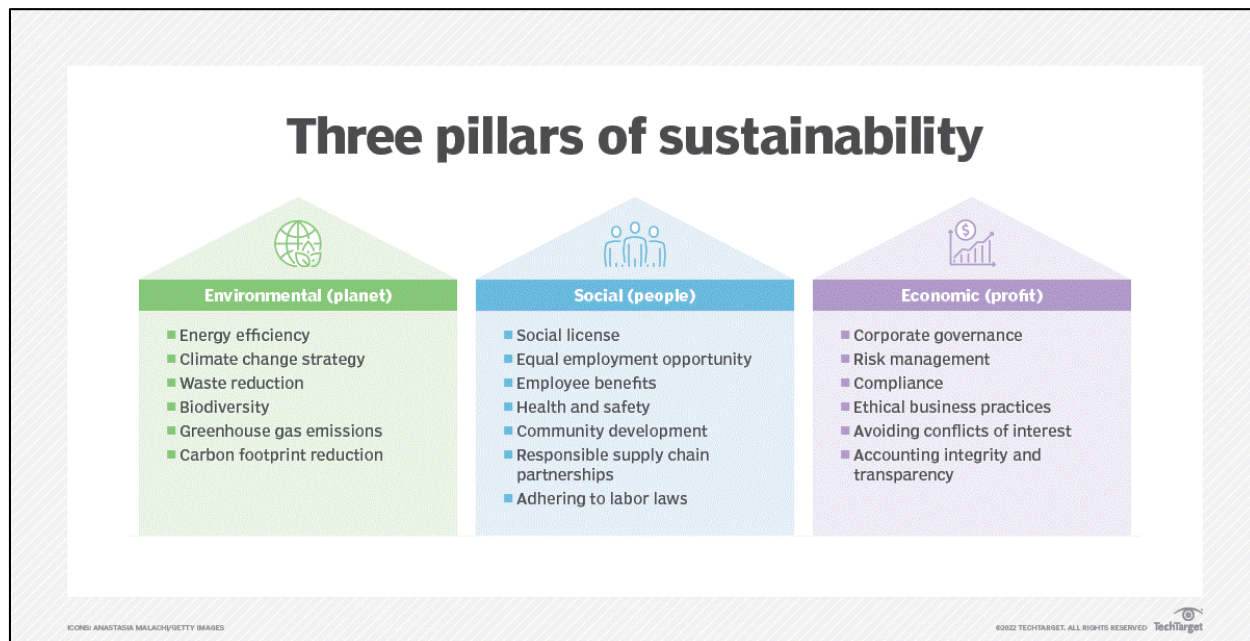 Three pillars of sustainability
Environmental (planet)
Energy efficiency
Climate change strategy
Waste reduction
Biodiversity
Greenhouse gas emissions
Carbon footprint reduction
Social (people)
Social license
Equal employment opportunity
Employee benefits
Health and safety
Community development
Responsible supply chain
partnerships
Adhering to labor laws
$
Economic (profit)
Corporate governance
Risk management
Compliance
Ethical business practices
Avoiding conflicts of interest
Accounting integrity and
transparency
ICONS: ANASTASIA MALACHI/GETTY IMAGES
©2022 TECHTARGET. ALL RIGHTS RESERVED TechTarget